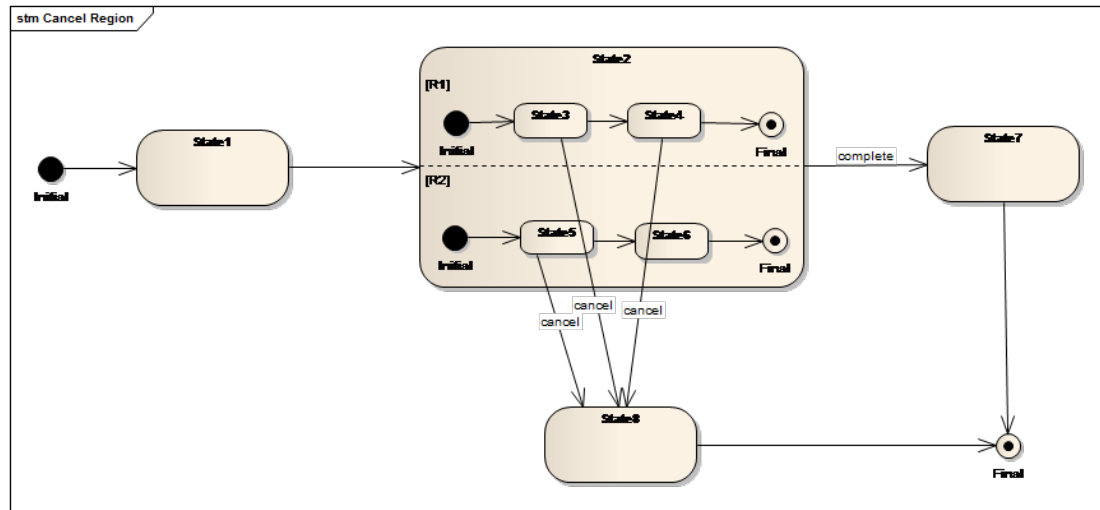 stm Cancel Region
State2
[R1]
State3
State4
Initial
Final
State1
Initial
complete
State7
[R2]
State5
State6
Initial
Final
cancel
cancel
cancel
State8
Final